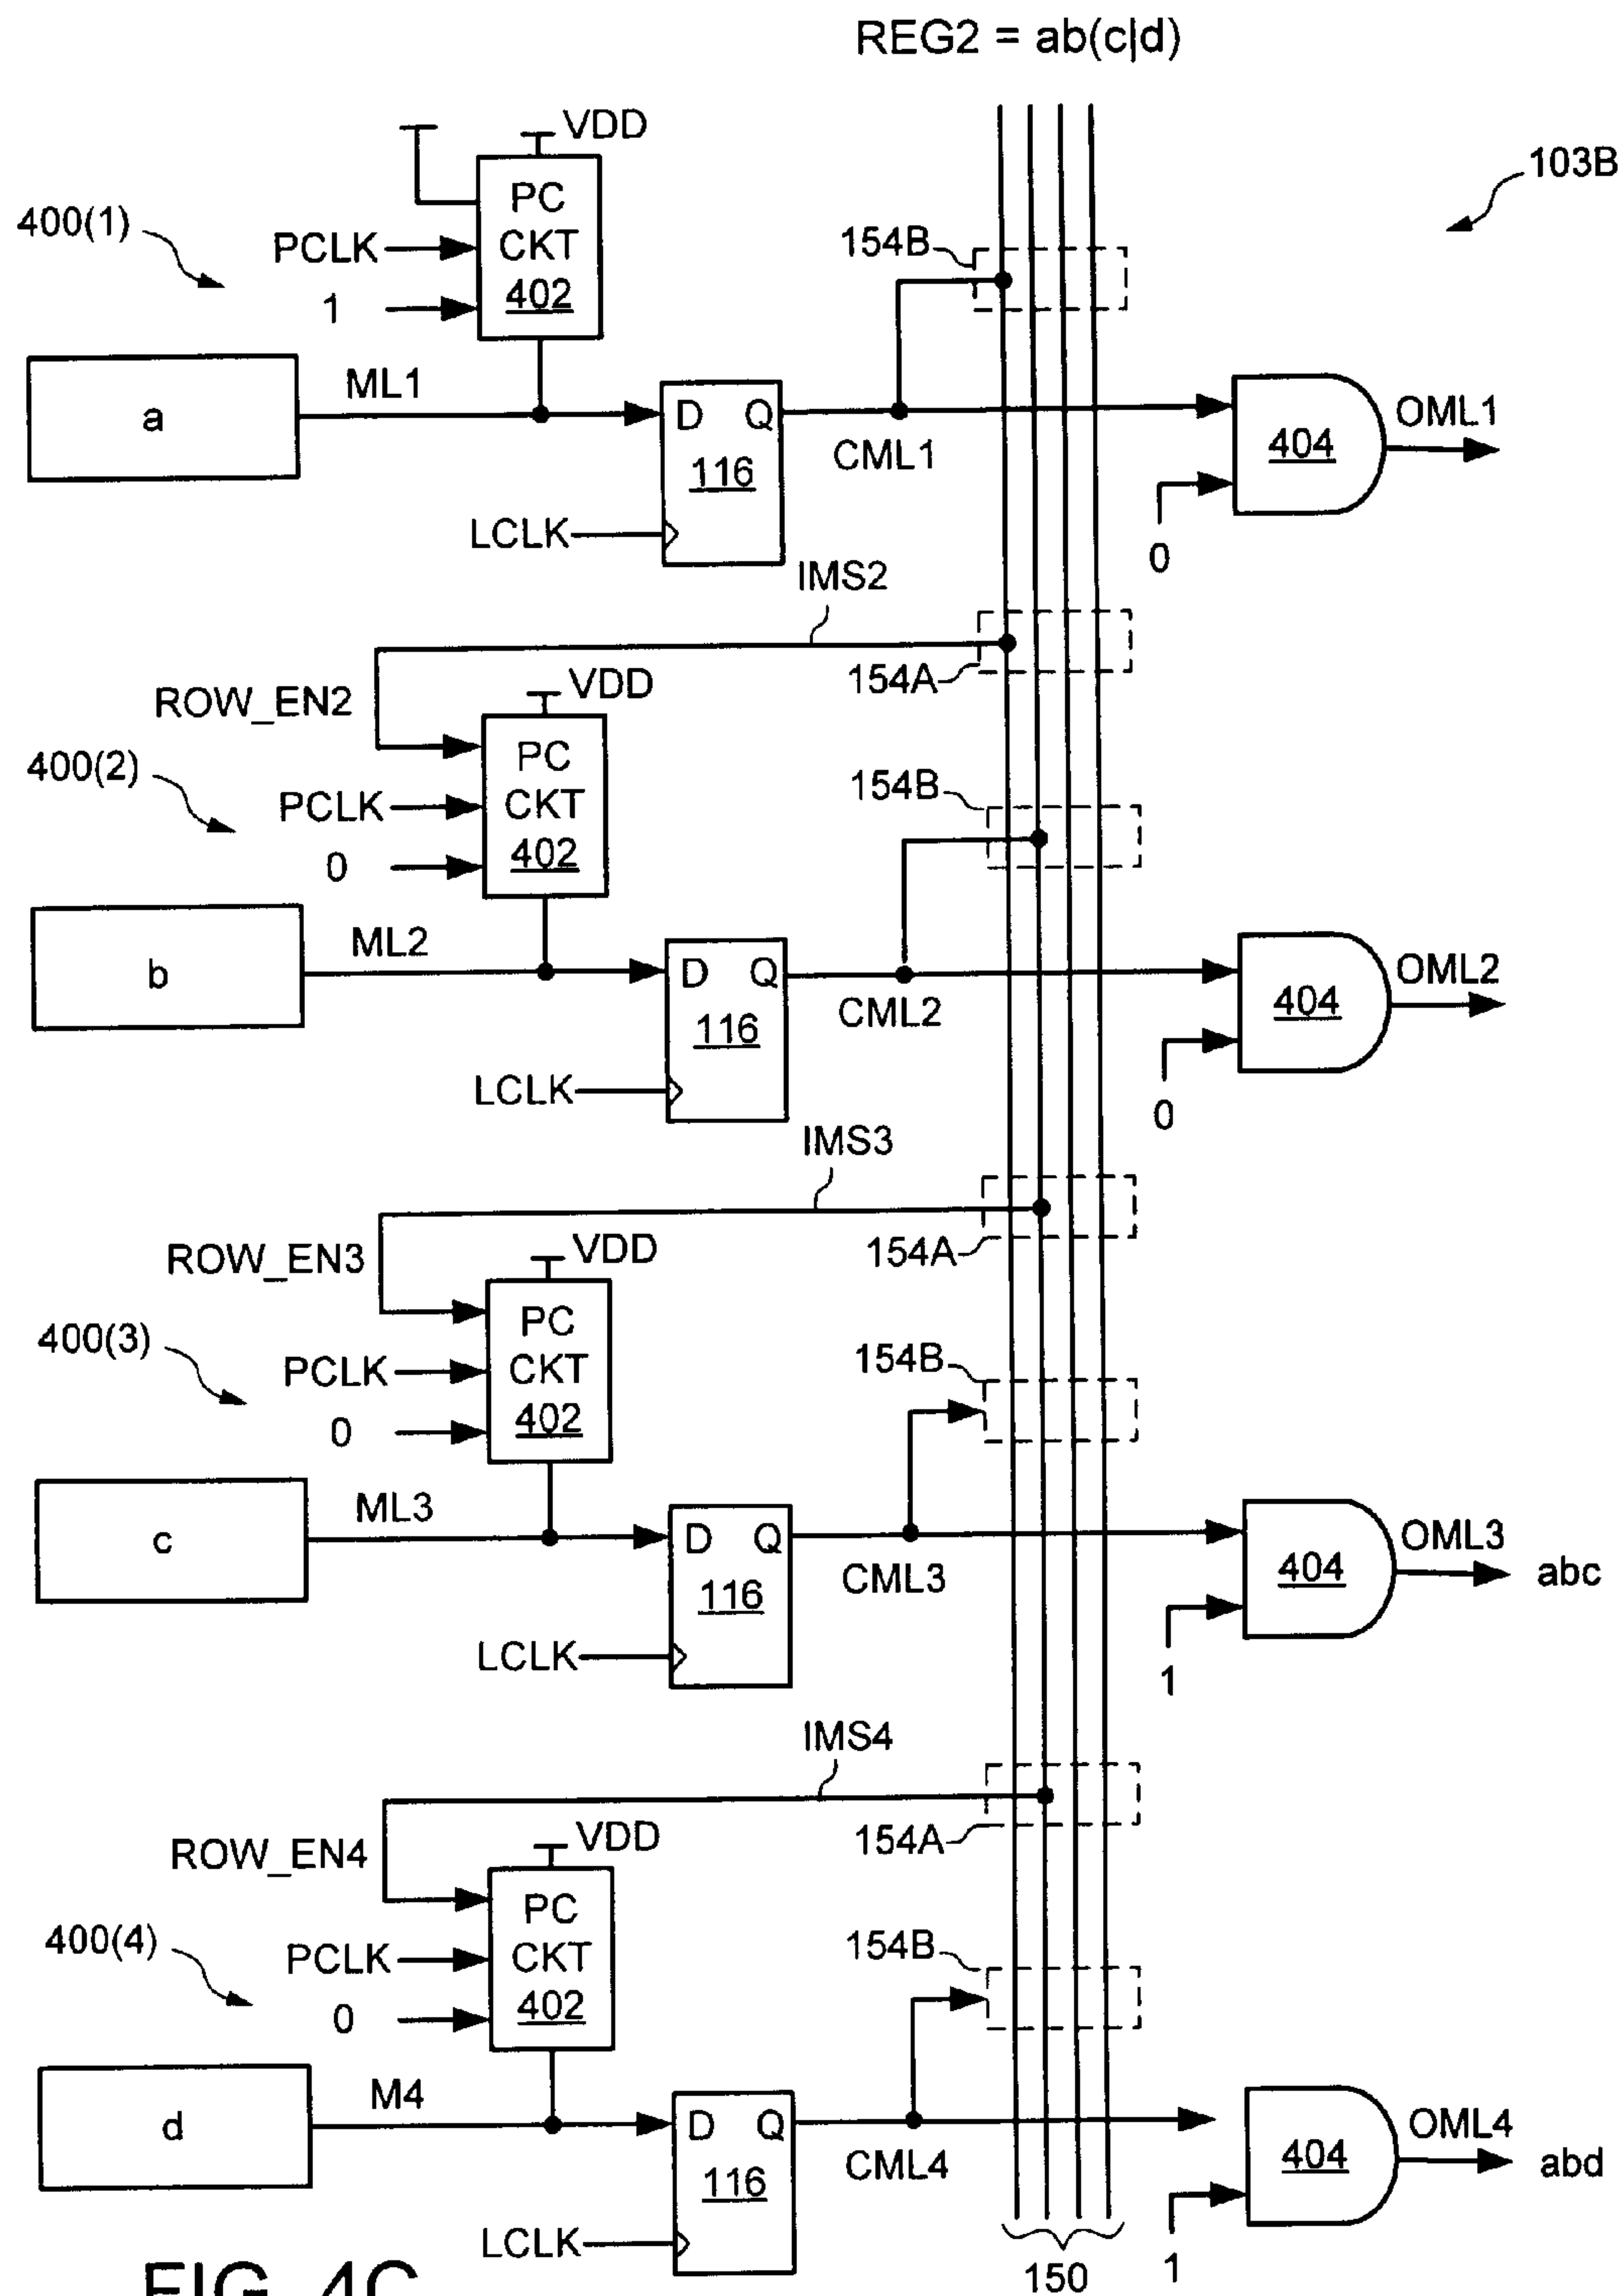 REG2 = ab(c|d)
VDD
103B
400(1)
PC
CKT
402
PCLK
1
154B
a
ML1
D Q
116
CML1
404
OML1
0
LCLK
IMS2
154A
ROW_EN2
VDD
400(2)
PC
CKT
402
PCLK
0
154B
b
ML2
D Q
116
CML2
404
OML2
0
LCLK
IMS3
154A
ROW_EN3
VDD
400(3)
PC
CKT
402
PCLK
0
154B
c
ML3
D Q
116
CML3
404
OML3
abc
1
LCLK
IMS4
154A
ROW_EN4
VDD
400(4)
PC
CKT
402
PCLK
0
154B
d
M4
D Q
116
CML4
404
OML4
abd
1
LCLK
150
FIG. 4C